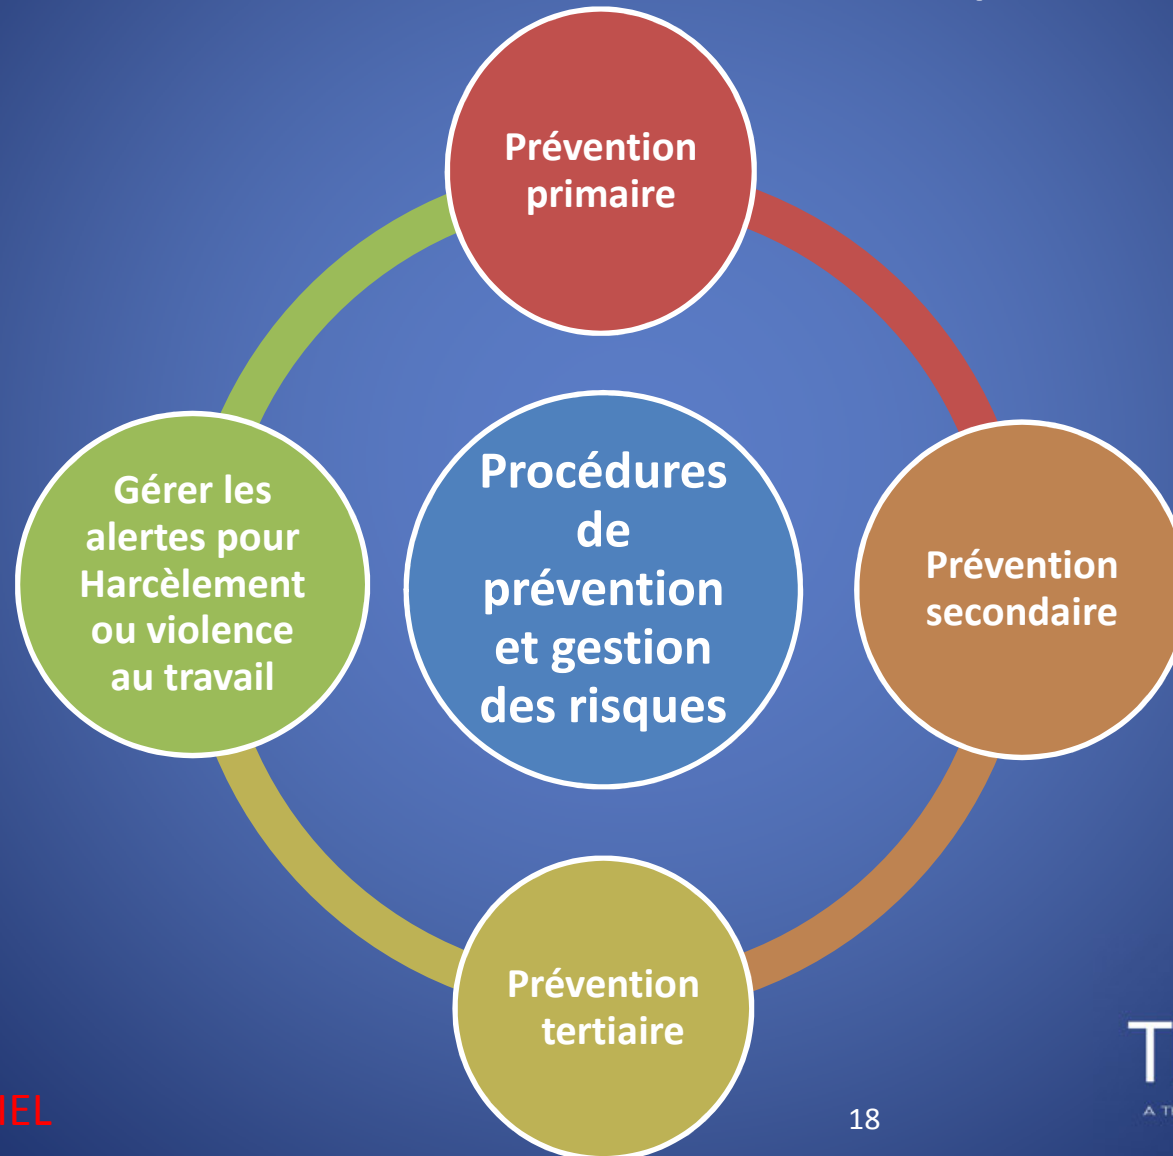 Prévention
primaire
Procédures
de
prévention
et gestion
des risques
Gérer les
alertes pour
Harcèlement
ou violence
au travail
Prévention
secondaire
Prévention
tertiaire
18